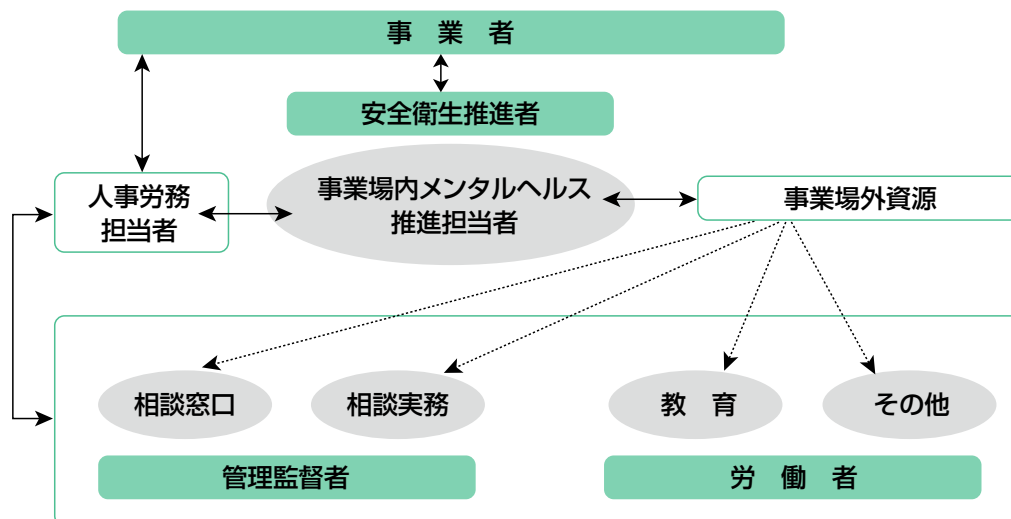 事　業　者
安全衛生推進者
人事労務
担当者
事業場内メンタルヘルス
推進担当者
事業場外資源
相談窓口
相談実務
教　育
その他
管理監督者
労　働　者